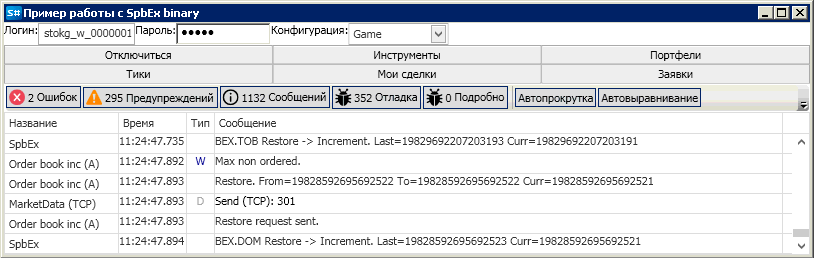 S# Пример работы с SpbEx binary
Логин: stokg_w_0000001 Пароль: ●●●●● Конфигурация: Game
Отключиться Инструменты Портфели
Тики Мои сделки Заявки
2 Ошибок 295 Предупреждений 1132 Сообщений 352 Отладка 0 Подробно Автопрокрутка Автовыравнивание
Название Время Тип Сообщение
SpbEx 11:24:47.735 BEX.TOB Restore -> Increment. Last=19829692207203193 Curr=19829692207203191
Order book inc (A) 11:24:47.892 W Max non ordered.
Order book inc (A) 11:24:47.893 Restore. From=19828592695692522 To=19828592695692522 Curr=19828592695692521
MarketData (TCP) 11:24:47.893 D Send (TCP): 301
Order book inc (A) 11:24:47.893 Restore request sent.
SpbEx 11:24:47.894 BEX.DOM Restore -> Increment. Last=19828592695692523 Curr=19828592695692521